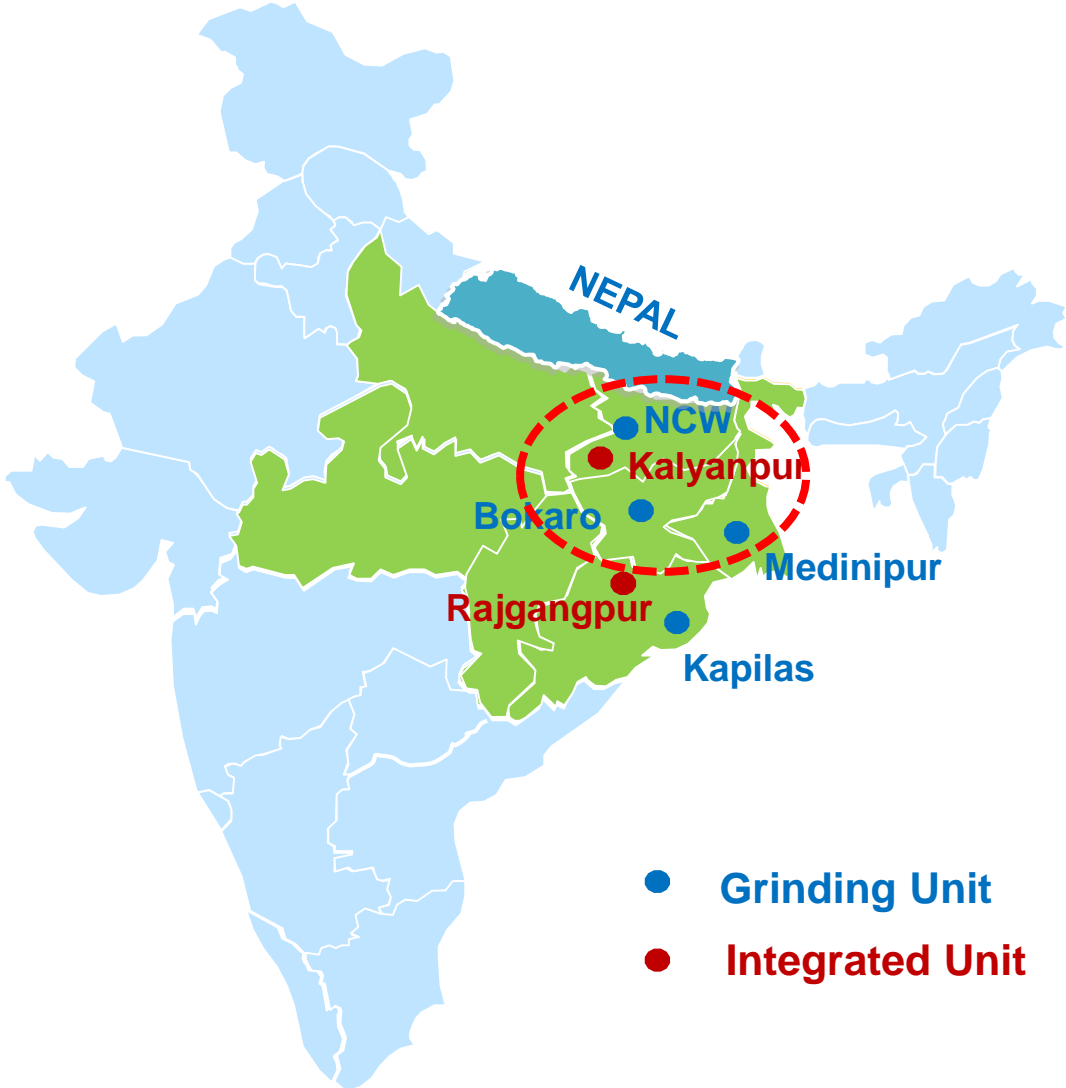 NEPAL
NCW
Kalyanpur
Bokaro
Medinipur
Rajgangpur
Kapilas
Grinding Unit
Integrated Unit